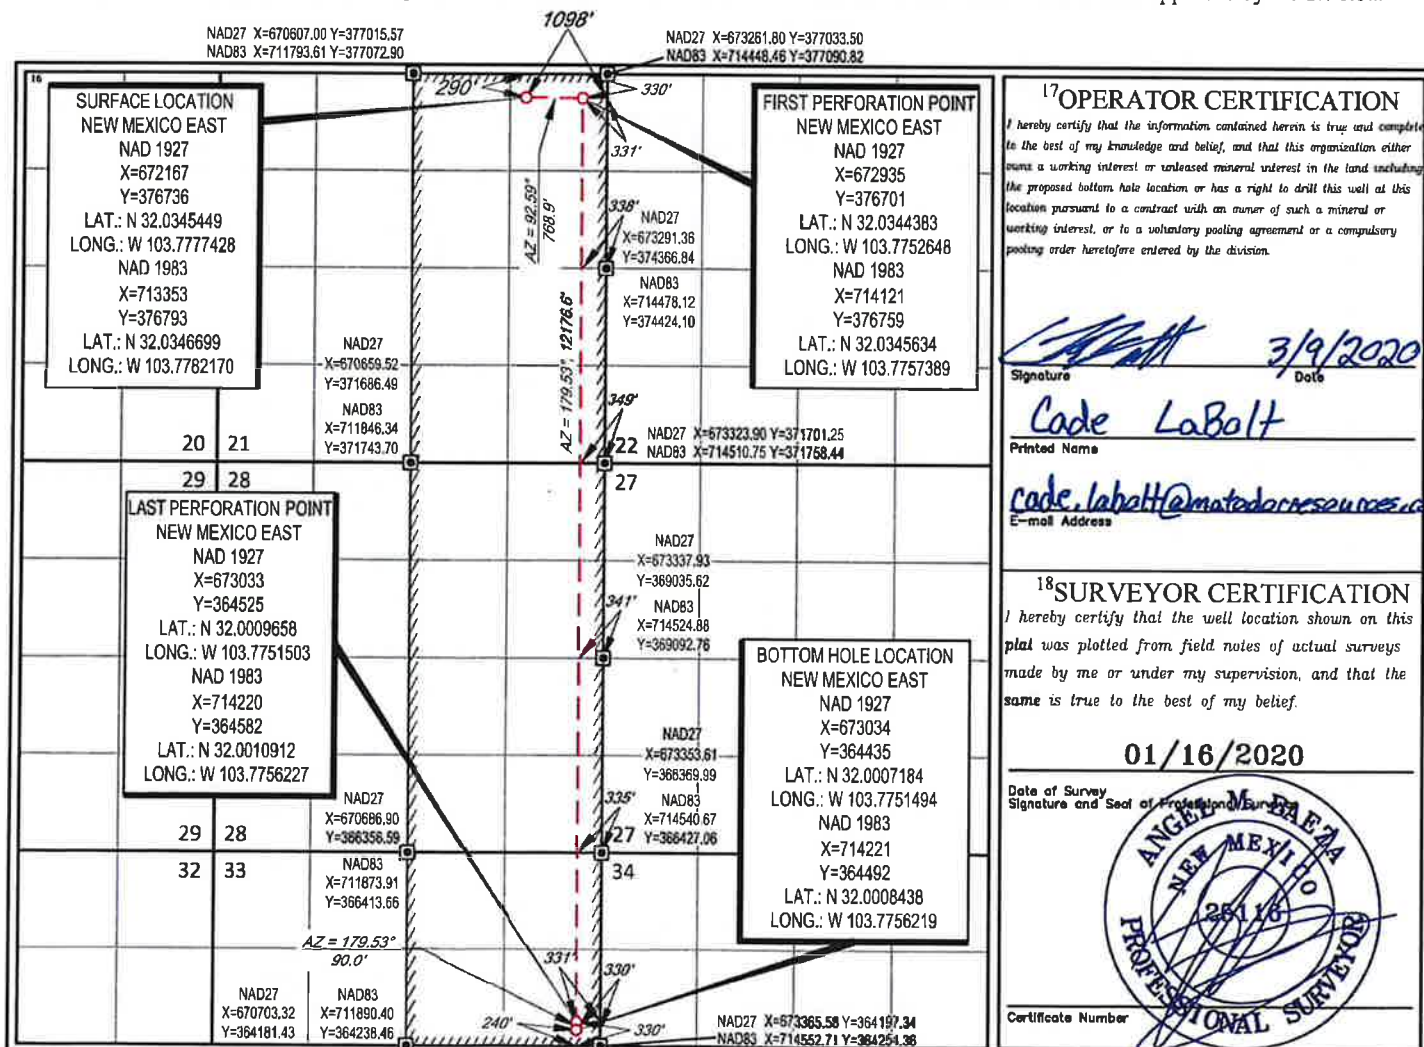 1098'
NAD27 X=670607.00 Y=377015.57
NAD83 X=711793.61 Y=377072.90
NAD27 X=673261.80 Y=377033.50
NAD83 X=714448.46 Y=377090.82
16
SURFACE LOCATION
NEW MEXICO EAST
NAD 1927
X=672167
Y=376736
LAT.: N 32.0345449
LONG.: W 103.7777428
NAD 1983
X=713353
Y=376793
LAT.: N 32.0346699
LONG.: W 103.7782170
290'
330'
331'
AZ = 92.59°
768.9'
FIRST PERFORATION POINT
NEW MEXICO EAST
NAD 1927
X=672935
Y=376701
LAT.: N 32.0344383
LONG.: W 103.7752648
NAD 1983
X=714121
Y=376759
LAT.: N 32.0345634
LONG.: W 103.7757389
338'
NAD27
X=673291.36
Y=374366.84
NAD83
X=714478.12
Y=374424.10
NAD27
X=670659.52
Y=371686.49
NAD83
X=711846.34
Y=371743.70
AZ = 179.53°, 12176.6'
349'
NAD27 X=673323.90 Y=371701.25
NAD83 X=714510.75 Y=371758.44
20 21
22
29 28
27
LAST PERFORATION POINT
NEW MEXICO EAST
NAD 1927
X=673033
Y=364525
LAT.: N 32.0009658
LONG.: W 103.7751503
NAD 1983
X=714220
Y=364582
LAT.: N 32.0010912
LONG.: W 103.7756227
NAD27
X=673337.93
Y=369035.62
341'
NAD83
X=714524.88
Y=369092.76
BOTTOM HOLE LOCATION
NEW MEXICO EAST
NAD 1927
X=673034
Y=364435
LAT.: N 32.0007184
LONG.: W 103.7751494
NAD 1983
X=714221
Y=364492
LAT.: N 32.0008438
LONG.: W 103.7756219
NAD27
X=673353.61
Y=366369.99
335'
NAD83
X=714540.67
Y=366427.06
NAD27
X=670686.90
Y=366356.59
NAD83
X=711873.91
Y=366413.66
29 28
27
32 33
34
AZ = 179.53°
90.0'
331'
330'
240'
330'
NAD27
X=670703.32
Y=364181.43
NAD83
X=711890.40
Y=364238.46
NAD27 X=673365.58 Y=364197.34
NAD83 X=714552.71 Y=364254.36
17 OPERATOR CERTIFICATION
I hereby certify that the information contained herein is true and complete
to the best of my knowledge and belief, and that this organization either
owns a working interest or unleased mineral interest in the land including
the proposed bottom hole location or has a right to drill this well at this
location pursuant to a contract with an owner of such a mineral or
working interest, or to a voluntary pooling agreement or a compulsory
pooling order heretofore entered by the division.
3/9/2020
Signature Date
Cade LaBolt
Printed Name
cade.labolt@matadorresources.c
E-mail Address
18 SURVEYOR CERTIFICATION
I hereby certify that the well location shown on this
plat was plotted from field notes of actual surveys
made by me or under my supervision, and that the
same is true to the best of my belief.
01/16/2020
Date of Survey
Signature and Seal of Professional Surveyor
ANGEL M. BAEZA
NEW MEXICO
25116
PROFESSIONAL SURVEYOR
Certificate Number